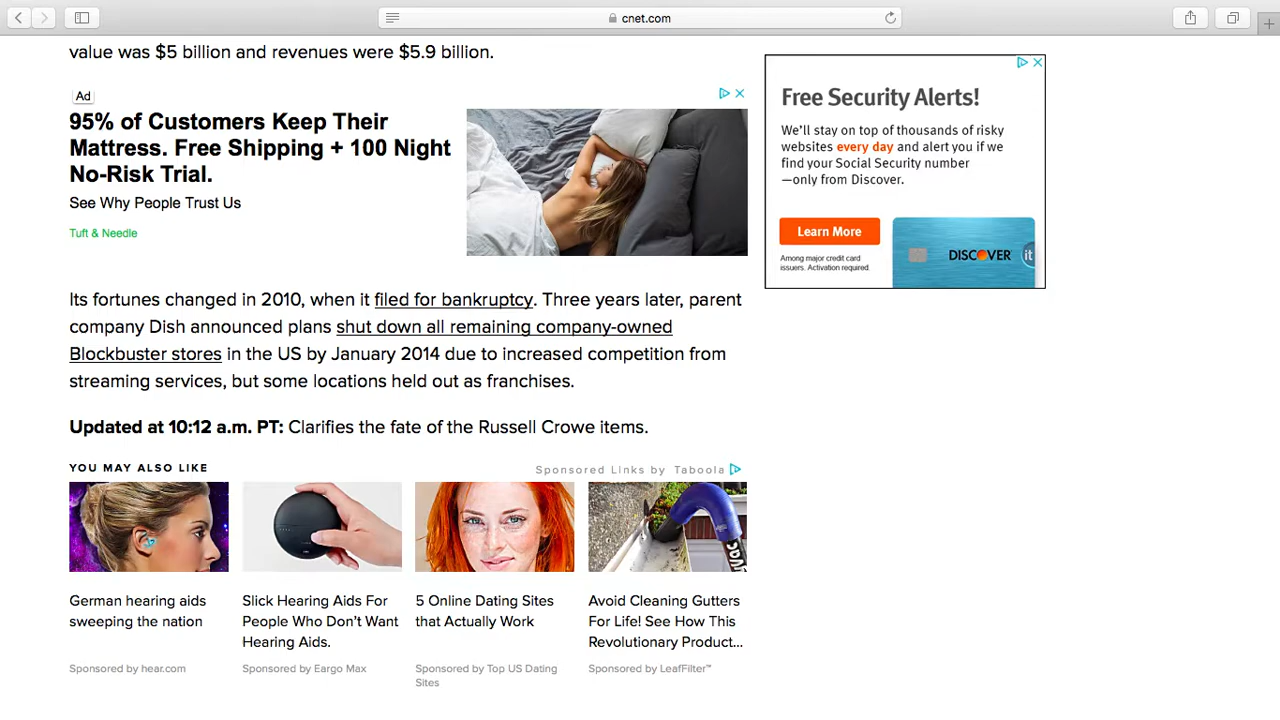 cnet.com
value was $5 billion and revenues were $5.9 billion.
Ad
95% of Customers Keep Their
Mattress. Free Shipping + 100 Night
No-Risk Trial.
See Why People Trust Us
Tuft & Needle
Free Security Alerts!
We'll stay on top of thousands of risky
websites every day and alert you if we
find your Social Security number
—only from Discover.
Learn More
Among major credit card
issuers. Activation required.
DISCOVER it
Its fortunes changed in 2010, when it filed for bankruptcy. Three years later, parent
company Dish announced plans shut down all remaining company-owned
Blockbuster stores in the US by January 2014 due to increased competition from
streaming services, but some locations held out as franchises.
Updated at 10:12 a.m. PT: Clarifies the fate of the Russell Crowe items.
YOU MAY ALSO LIKE
Sponsored Links by Taboola
German hearing aids
sweeping the nation
Sponsored by hear.com
Slick Hearing Aids For
People Who Don't Want
Hearing Aids.
Sponsored by Eargo Max
5 Online Dating Sites
that Actually Work
Sponsored by Top US Dating
Sites
Avoid Cleaning Gutters
For Life! See How This
Revolutionary Product...
Sponsored by LeafFilter™